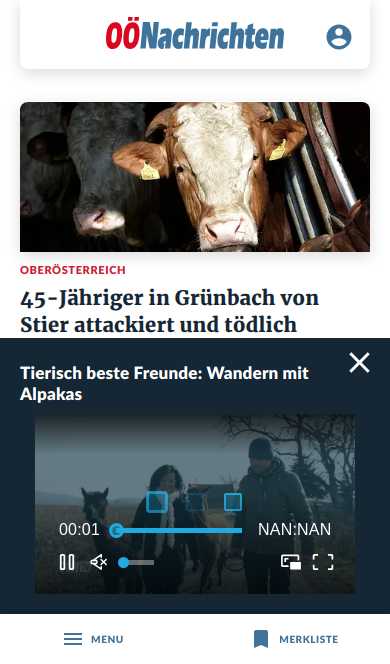 OÖNachrichten
OBERÖSTERREICH
45-Jähriger in Grünbach von
Stier attackiert und tödlich
Tierisch beste Freunde: Wandern mit
Alpakas
00:01 NAN:NAN
MENU MERKLISTE